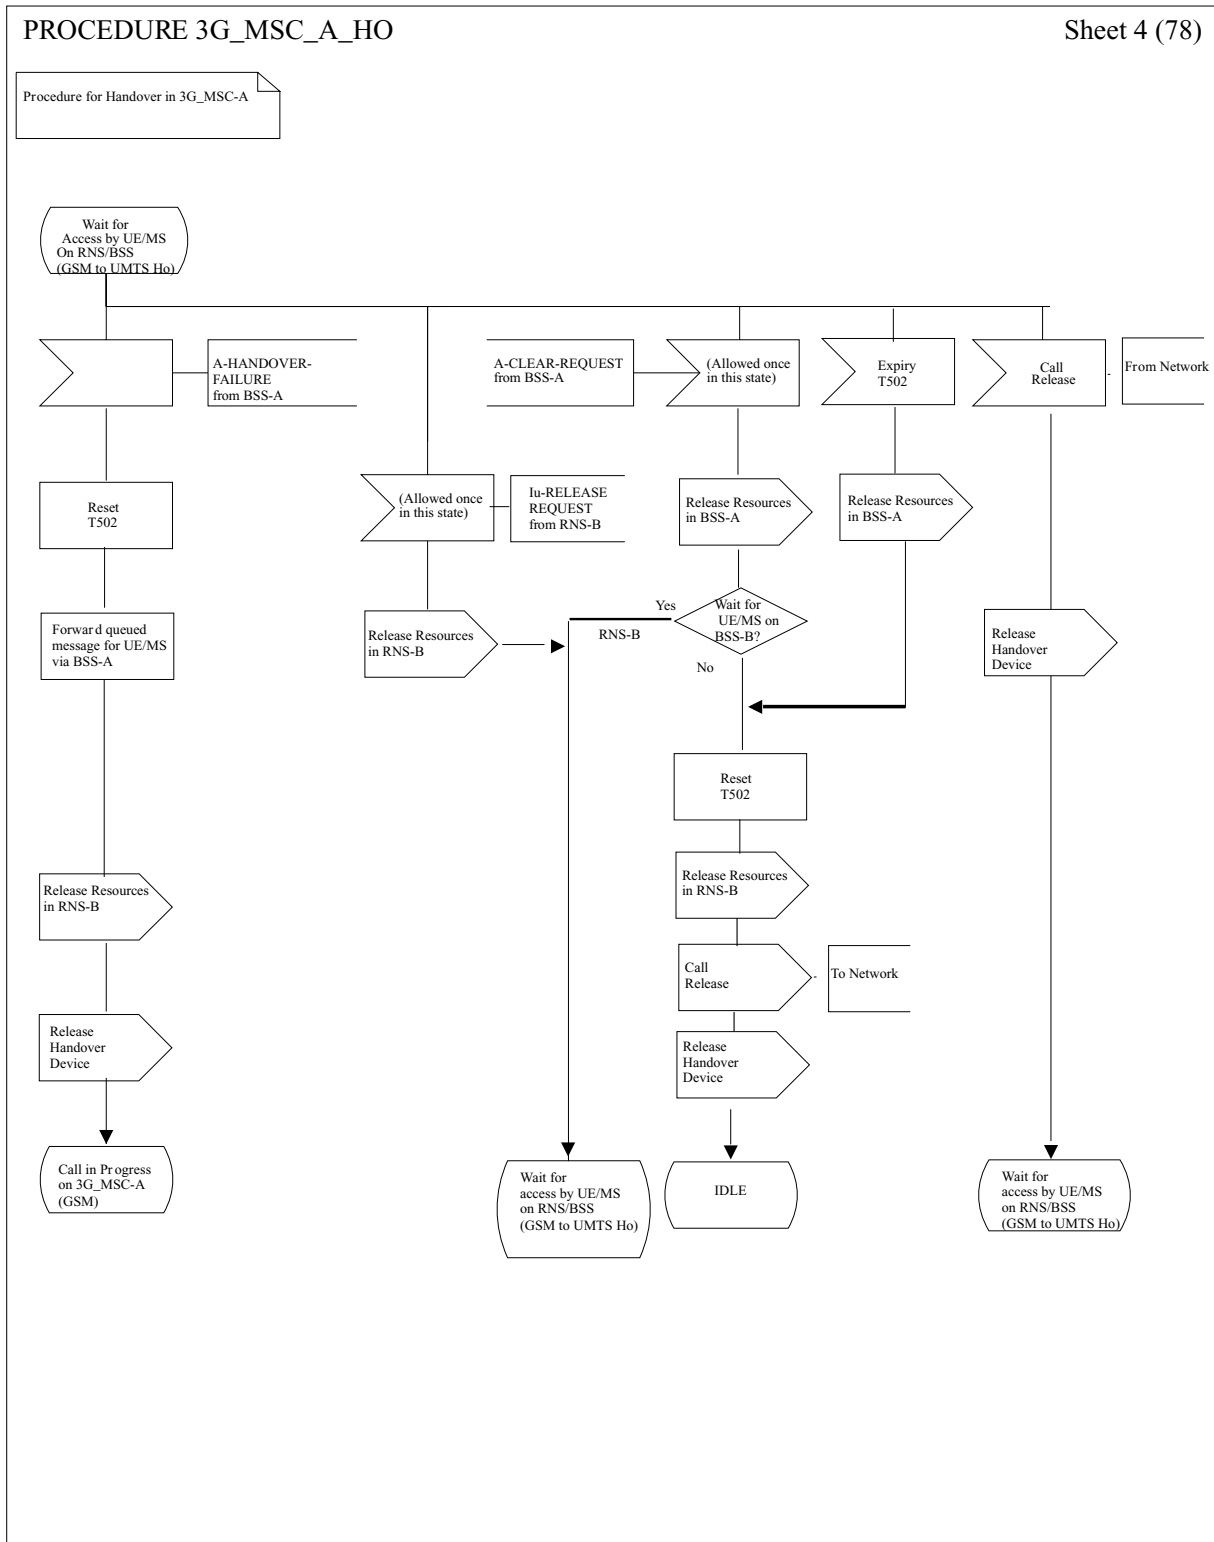 PROCEDURE 3G_MSC_A_HO
Sheet 4 (78)
Procedure for Handover in 3G_MSC-A
Wait for
Access by UE/MS
On RNS/BSS
(GSM to UMTS Ho)
A-HANDOVER-
FAILURE
from BSS-A
A-CLEAR-REQUEST
from BSS-A
(Allowed once
in this state)
Expiry
T502
Call
Release
From Network
Reset
T502
(Allowed once
in this state)
Iu-RELEASE
REQUEST
from RNS-B
Release Resources
in BSS-A
Release Resources
in BSS-A
Forward queued
message for UE/MS
via BSS-A
Release Resources
in RNS-B
Yes
RNS-B
Wait for
UE/MS on
BSS-B?
No
Release
Handover
Device
Reset
T502
Release Resources
in RNS-B
Release Resources
in RNS-B
Call
Release
To Network
Release
Handover
Device
Release
Handover
Device
Call in Progress
on 3G_MSC-A
(GSM)
Wait for
access by UE/MS
on RNS/BSS
(GSM to UMTS Ho)
IDLE
Wait for
access by UE/MS
on RNS/BSS
(GSM to UMTS Ho)